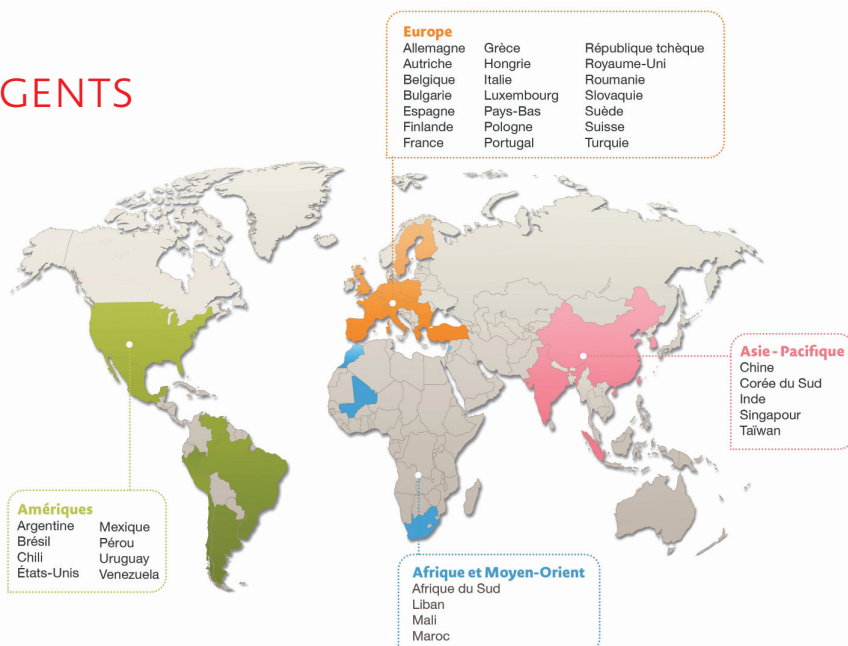 GENTS
Europe
Allemagne
Autriche
Belgique
Bulgarie
Espagne
Finlande
France
Grèce
Hongrie
Italie
Luxembourg
Pays-Bas
Pologne
Portugal
République tchèque
Royaume-Uni
Roumanie
Slovaquie
Suède
Suisse
Turquie
Asie - Pacifique
Chine
Corée du Sud
Inde
Singapour
Taïwan
Amériques
Argentine
Brésil
Chili
États-Unis
Mexique
Pérou
Uruguay
Venezuela
Afrique et Moyen-Orient
Afrique du Sud
Liban
Mali
Maroc